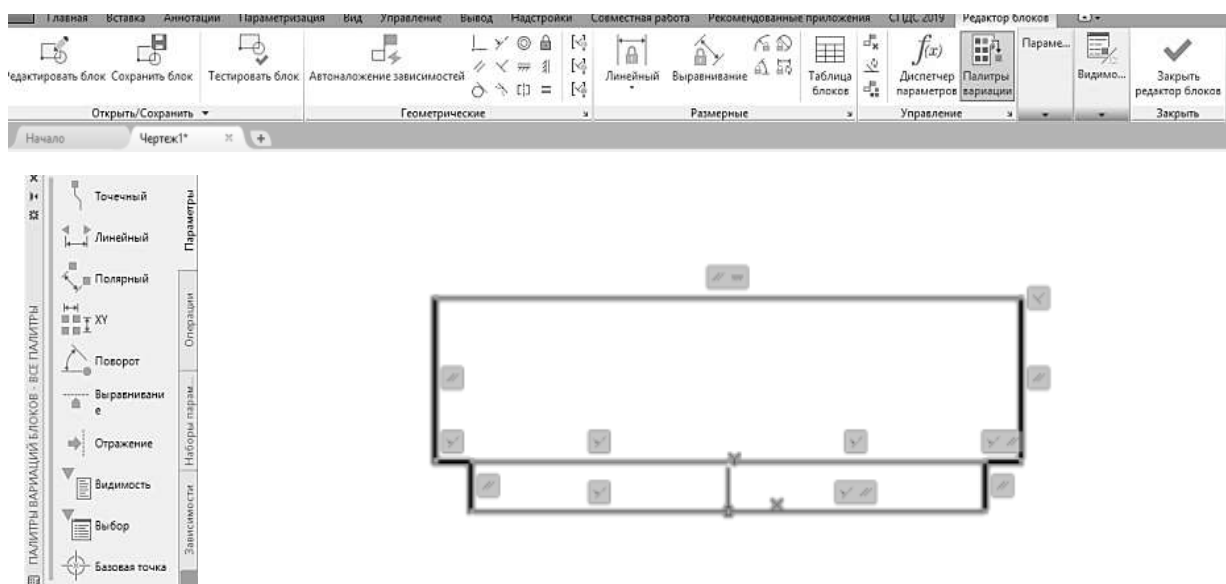 Главная Вставка Аннотации Параметризация Вид Управление Вывод Надстройки Совместная работа Рекомендованные приложения СПДС 2019 Редактор блоков
Редактировать блок Сохранить блок Тестировать блок Автоналожение зависимостей Линейный Выравнивание Таблица блоков f(x) Диспетчер параметров Палитры вариации Параме... Видимо... Закрыть редактор блоков
Открыть/Сохранить Геометрические Размерные Управление Закрыть
Начало Чертеж1* +
Точечный
Линейный
Полярный
XY
Поворот
Выравнивани
е
Отражение
Видимость
Выбор
Базовая точка
Параметры
Операции
Наборы парам...
Зависимости
ПАЛИТРЫ ВАРИАЦИЙ БЛОКОВ - ВСЕ ПАЛИТРЫ
Y
X